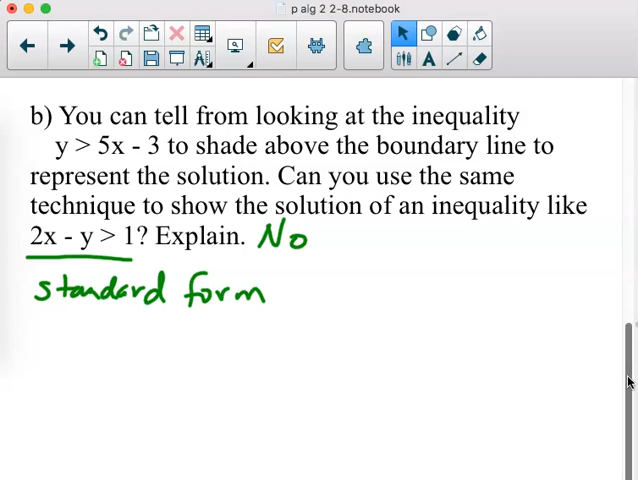 p alg 2 2-8.notebook
b) You can tell from looking at the inequality
y > 5x - 3 to shade above the boundary line to
represent the solution. Can you use the same
technique to show the solution of an inequality like
2x - y > 1? Explain. No
standard form